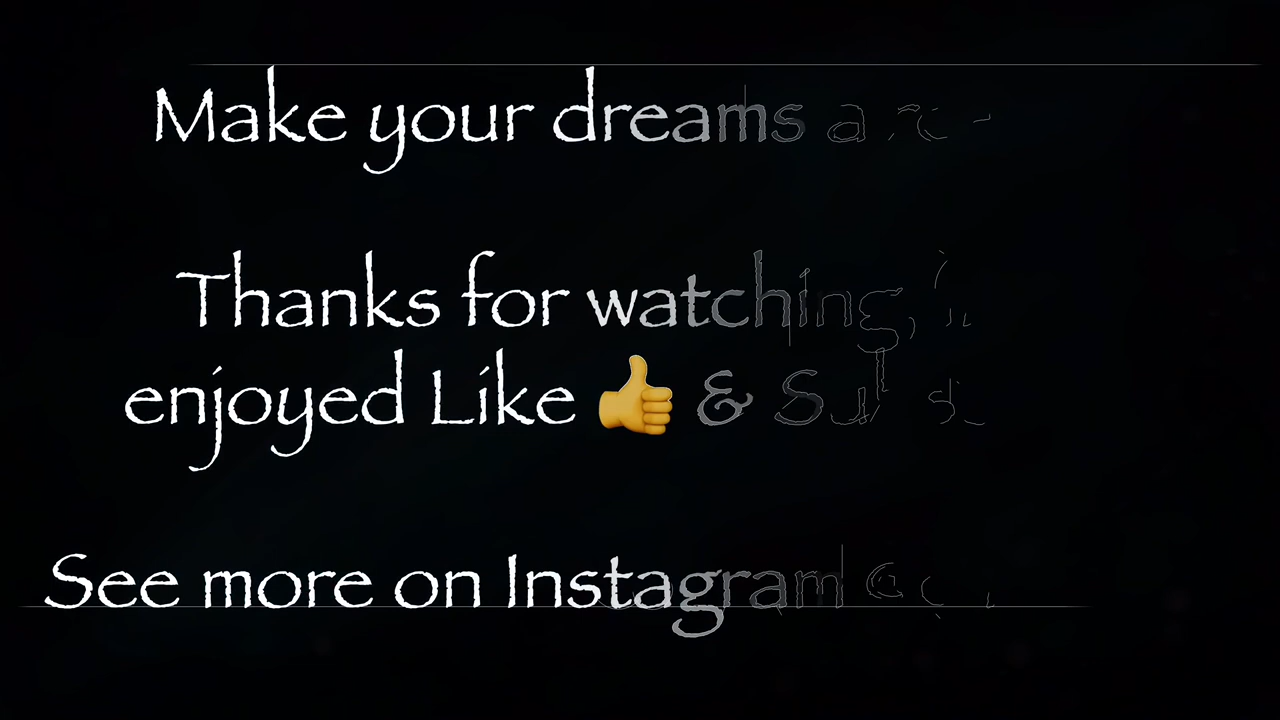 Make your dreams a
Thanks for watching,
enjoyed Like 👍 &
See more on Instagram